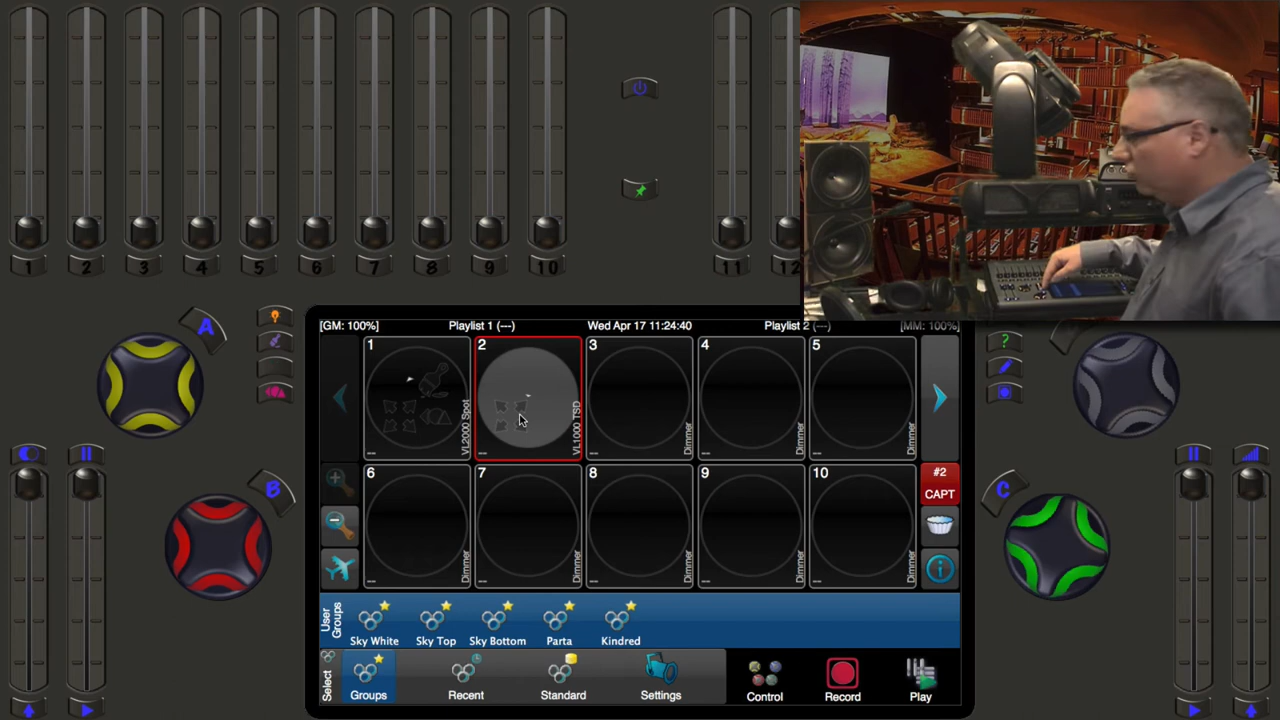 1 2 3 4 5 6 7 8 9 10 11 12
A
[GM: 100%] Playlist 1 (---) Wed Apr 17 11:24:40 Playlist 2 (---) [MM: 100%]
1 VL2000 Spot --
2 VL1000 TSD --
3 Dimmer --
4 Dimmer --
5 Dimmer --
?
B
6 Dimmer --
7 Dimmer --
8 Dimmer --
9 Dimmer --
10 Dimmer --
#2
CAPT
C
User Groups
Sky White Sky Top Sky Bottom Parta Kindred
Select
Groups Recent Standard Settings Control Record Play